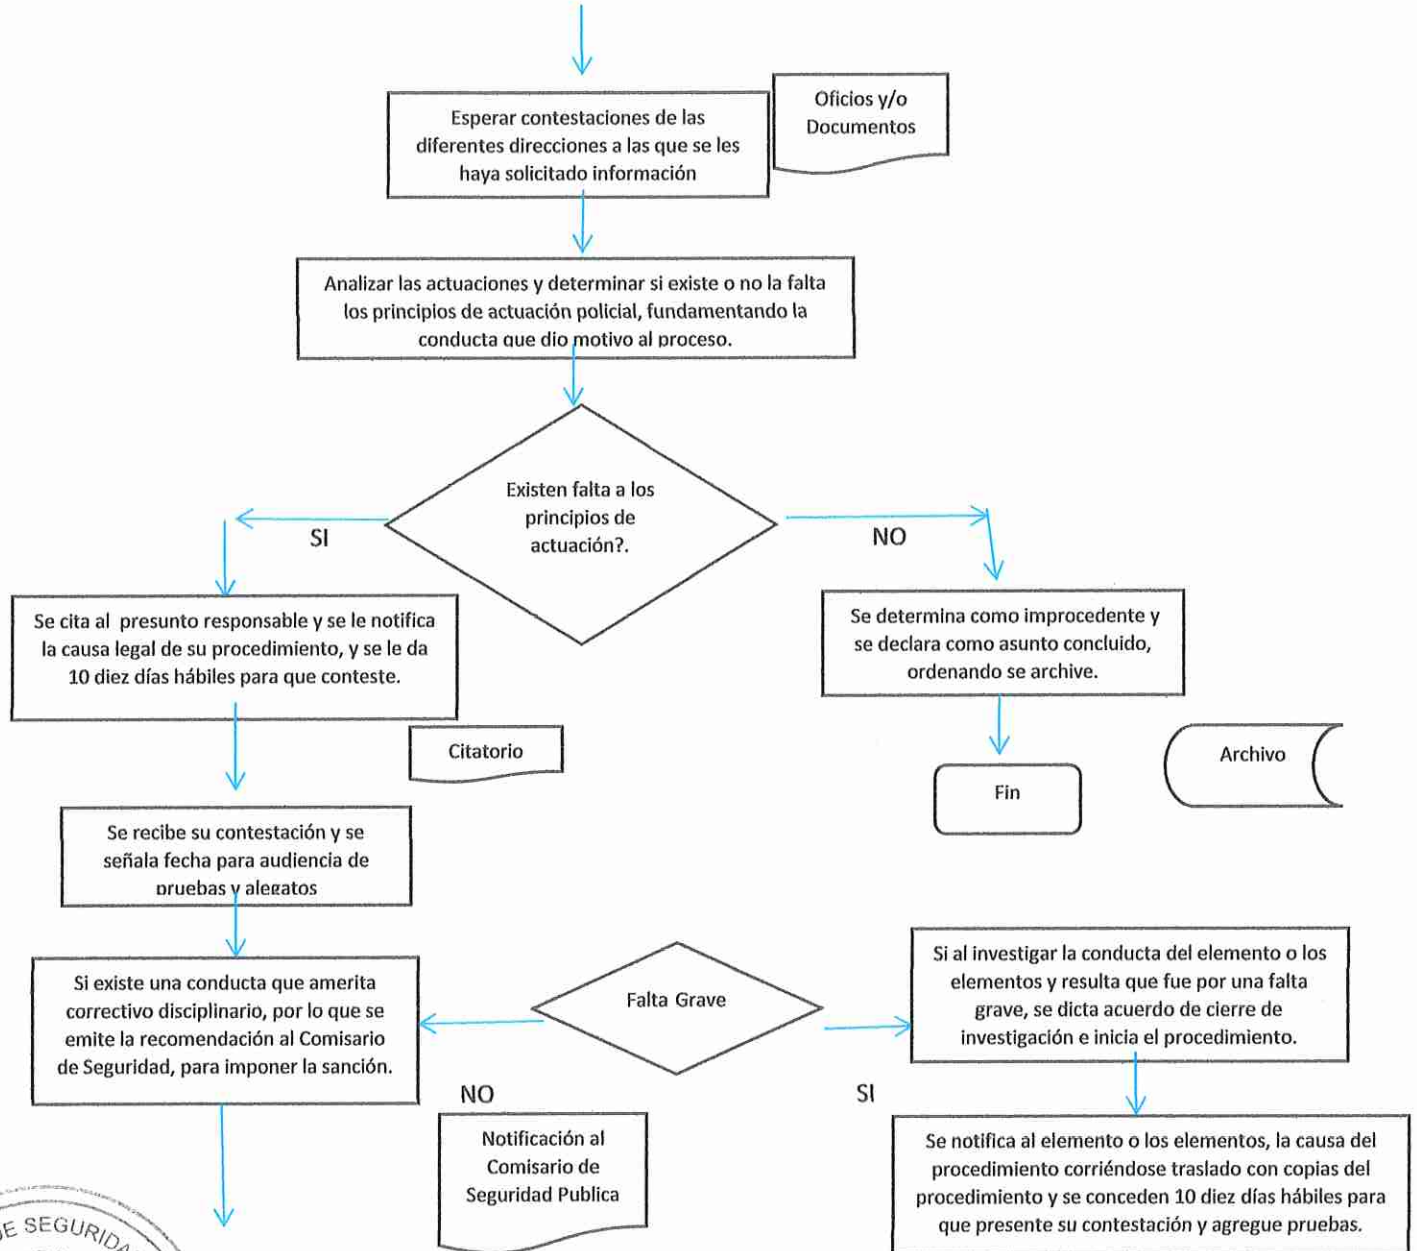 Esperar contestaciones de las
diferentes direcciones a las que se les
haya solicitado información
Oficios y/o
Documentos
Analizar las actuaciones y determinar si existe o no la falta
los principios de actuación policial, fundamentando la
conducta que dio motivo al proceso.
Existen falta a los
principios de
actuación?.
SI
NO
Se cita al presunto responsable y se le notifica
la causa legal de su procedimiento, y se le da
10 diez días hábiles para que conteste.
Se determina como improcedente y
se declara como asunto concluido,
ordenando se archive.
Citatorio
Fin
Archivo
Se recibe su contestación y se
señala fecha para audiencia de
pruebas y alegatos
Si existe una conducta que amerita
correctivo disciplinario, por lo que se
emite la recomendación al Comisario
de Seguridad, para imponer la sanción.
Falta Grave
Si al investigar la conducta del elemento o los
elementos y resulta que fue por una falta
grave, se dicta acuerdo de cierre de
investigación e inicia el procedimiento.
NO
SI
Notificación al
Comisario de
Seguridad Publica
Se notifica al elemento o los elementos, la causa del
procedimiento corriéndose traslado con copias del
procedimiento y se conceden 10 diez días hábiles para
que presente su contestación y agregue pruebas.
DE SEGURIDA